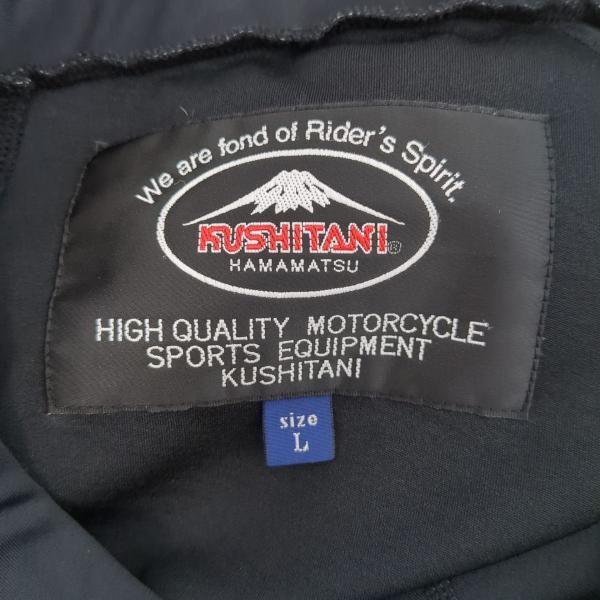 We are fond of Rider's Spirit.
KUSHITANI®
HAMAMATSU
HIGH QUALITY MOTORCYCLE
SPORTS EQUIPMENT
KUSHITANI
size
L